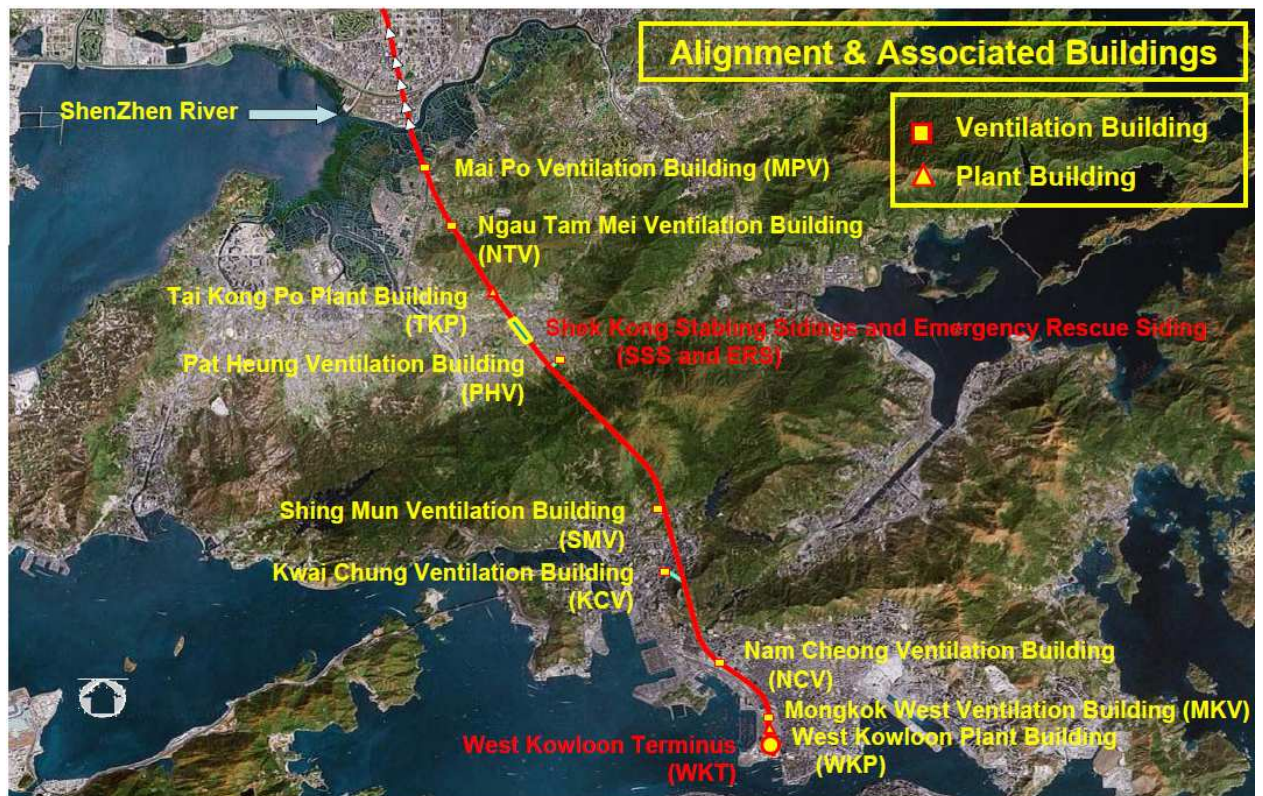 Alignment & Associated Buildings
ShenZhen River
Ventilation Building
Plant Building
Mai Po Ventilation Building (MPV)
Ngau Tam Mei Ventilation Building
(NTV)
Tai Kong Po Plant Building
(TKP)
Shek Kong Stabling Sidings and Emergency Rescue Siding
(SSS and ERS)
Pat Heung Ventilation Building
(PHV)
Shing Mun Ventilation Building
(SMV)
Kwai Chung Ventilation Building
(KCV)
Nam Cheong Ventilation Building
(NCV)
Mongkok West Ventilation Building (MKV)
West Kowloon Plant Building
(WKP)
West Kowloon Terminus
(WKT)